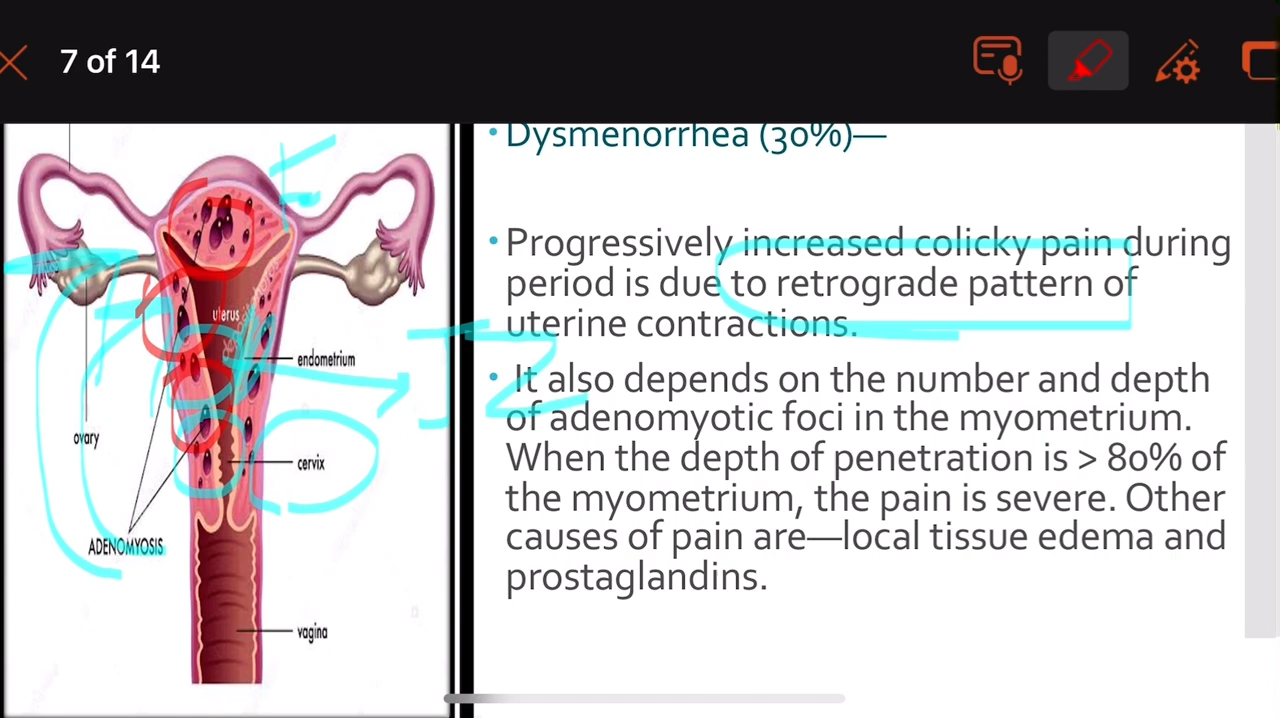 7 of 14
• Dysmenorrhea (30%)—
• Progressively increased colicky pain during
period is due to retrograde pattern of
uterine contractions.
• It also depends on the number and depth
of adenomyotic foci in the myometrium.
When the depth of penetration is > 80% of
the myometrium, the pain is severe. Other
causes of pain are—local tissue edema and
prostaglandins.
uterus
endometrium
ovary
cervix
ADENOMYOSIS
vagina